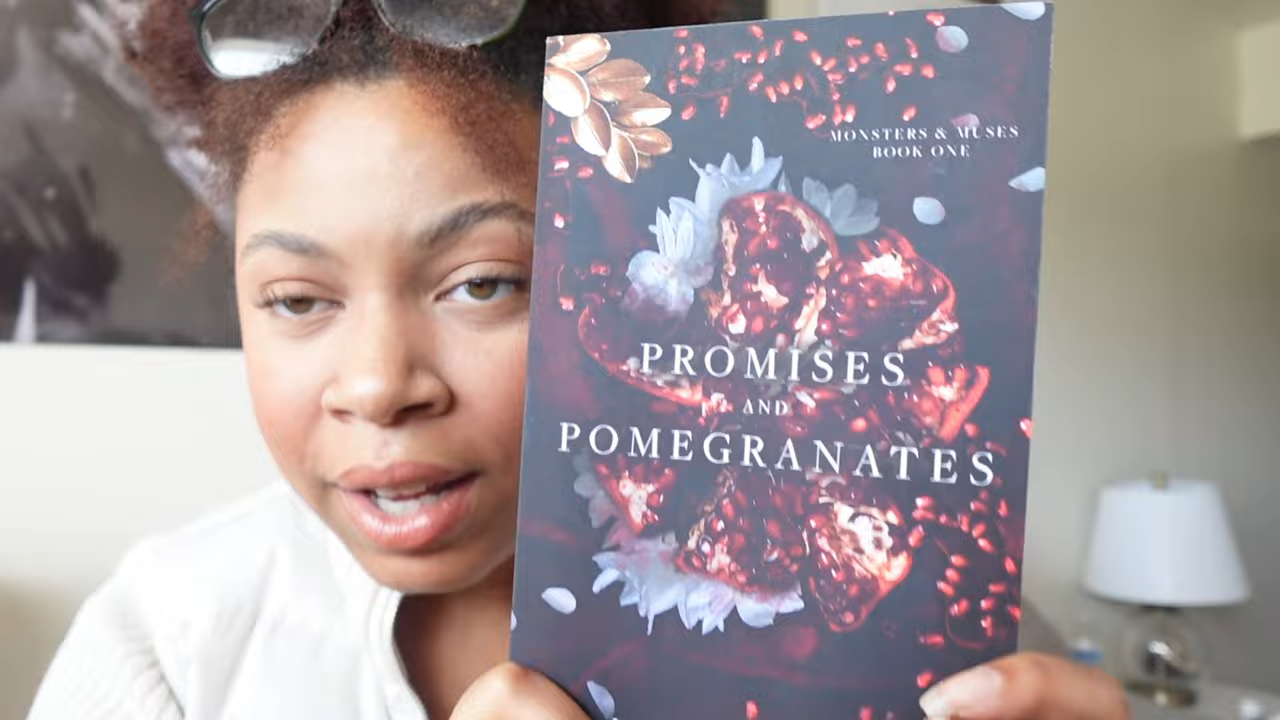 MONSTERS & MUSES
BOOK ONE
PROMISES
AND
POMEGRANATES